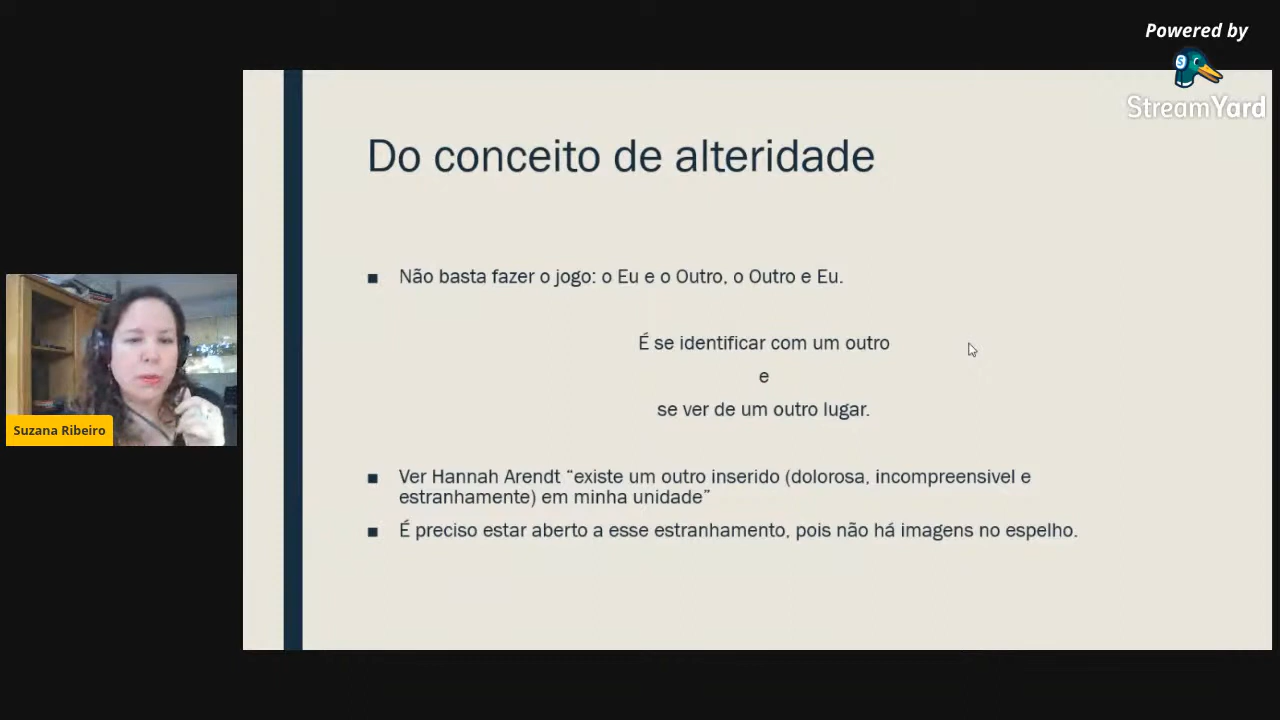 Powered by
StreamYard
Do conceito de alteridade
■ Não basta fazer o jogo: o Eu e o Outro, o Outro e Eu.
É se identificar com um outro
e
se ver de um outro lugar.
■ Ver Hannah Arendt “existe um outro inserido (dolorosa, incompreensivel e
estranhamente) em minha unidade”
■ É preciso estar aberto a esse estranhamento, pois não há imagens no espelho.
Suzana Ribeiro